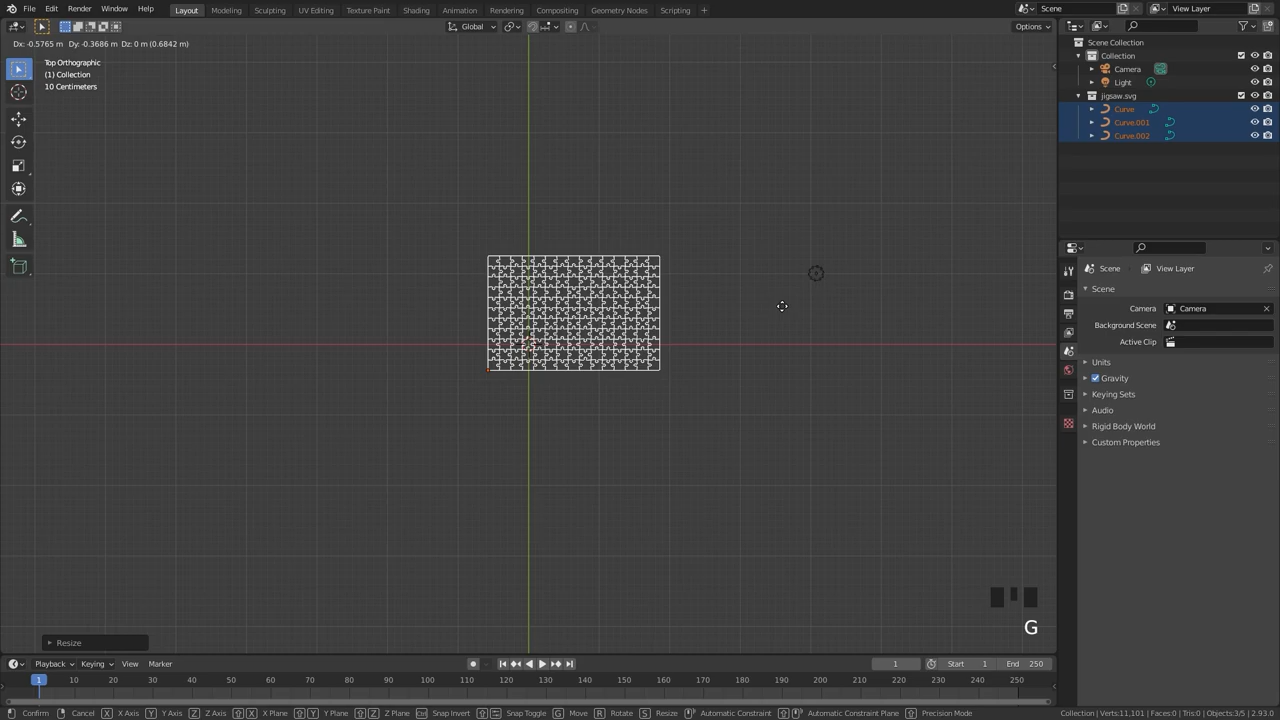 File Edit Render Window Help Layout Modeling Sculpting UV Editing Texture Paint Shading Animation Rendering Compositing Geometry Nodes Scripting + Scene View Layer
Global Options
Dx: -0.5765 m Dy: -0.3686 m Dz: 0 m (0.6842 m)
Top Orthographic
(1) Collection
10 Centimeters
Scene Collection
Collection
Camera
Light
jigsaw.svg
Curve
Curve.001
Curve.002
Scene View Layer
Scene
Camera Camera
Background Scene
Active Clip
Units
Gravity
Keying Sets
Audio
Rigid Body World
Custom Properties
G
Resize
Playback Keying View Marker 1 Start 1 End 250
1 10 20 30 40 50 60 70 80 90 100 110 120 130 140 150 160 170 180 190 200 210 220 230 240 250
Confirm Cancel X X Axis Y Y Axis Z Z Axis X X Plane Y Y Plane Z Z Plane Snap Invert Snap Toggle G Move R Rotate S Resize Automatic Constraint Automatic Constraint Plane Precision Mode Collection | Verts:11,101 | Faces:0 | Tris:0 | Objects:3/5 | 2.93.0